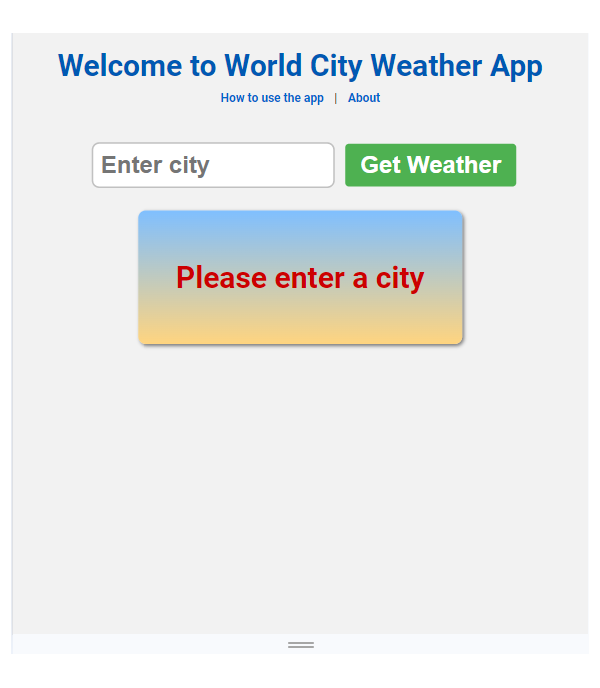 Welcome to World City Weather App
How to use the app | About
Enter city Get Weather
Please enter a city